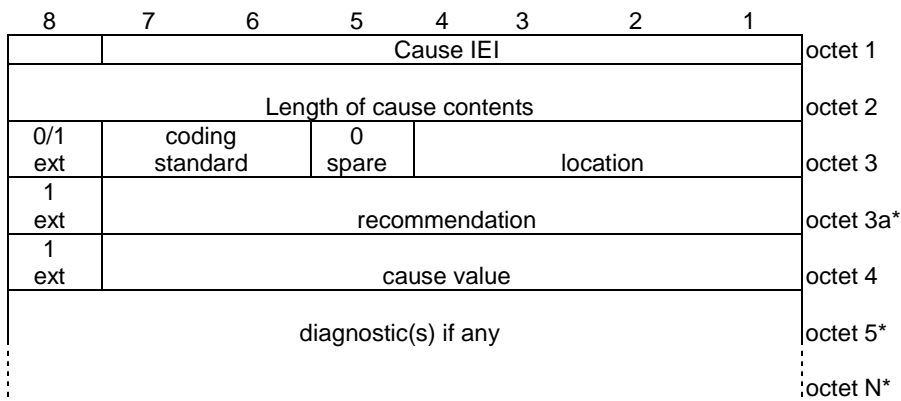 8 7 6 5 4 3 2 1
Cause IEI octet 1
Length of cause contents octet 2
0/1 coding 0
ext standard spare location octet 3
1
ext recommendation octet 3a*
1
ext cause value octet 4
diagnostic(s) if any octet 5*
octet N*